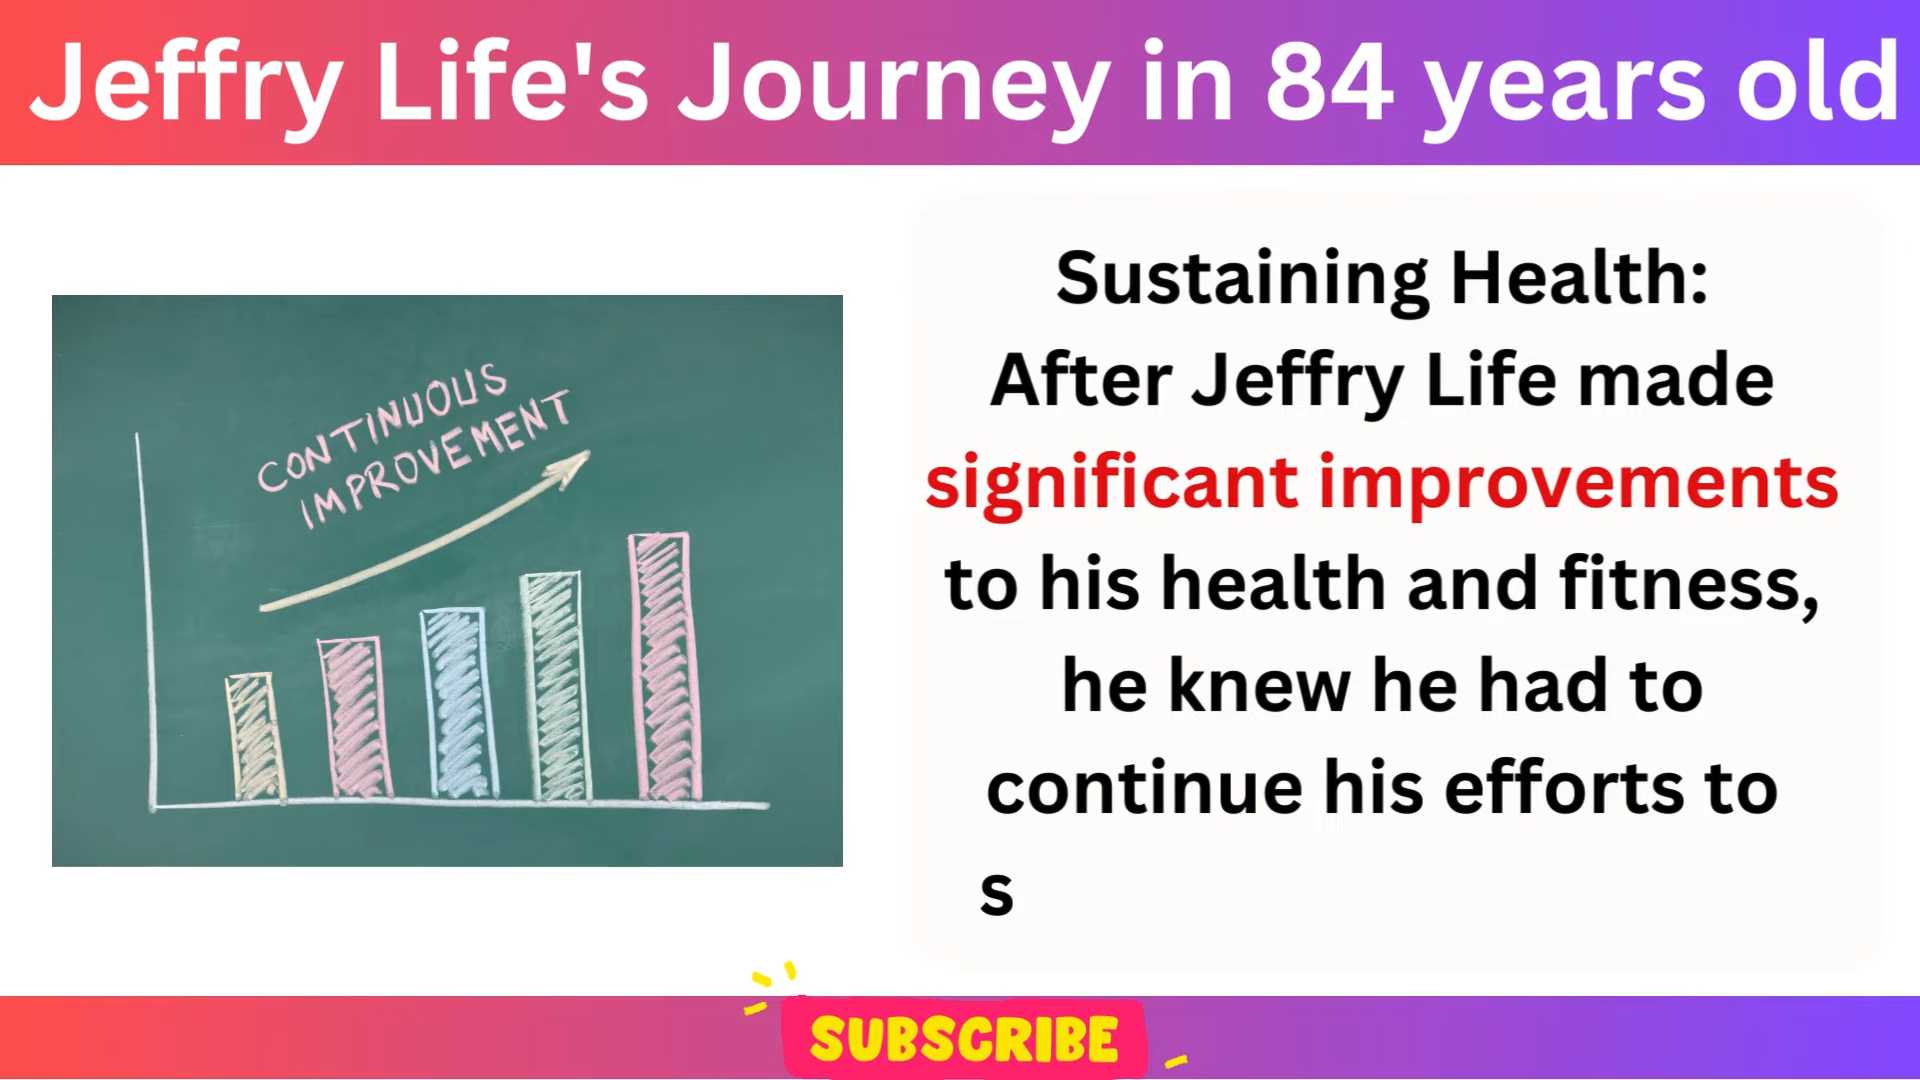 Jeffry Life's Journey in 84 years old
CONTINUOUS
IMPROVEMENT
Sustaining Health:
After Jeffry Life made
significant improvements
to his health and fitness,
he knew he had to
continue his efforts to
s
SUBSCRIBE